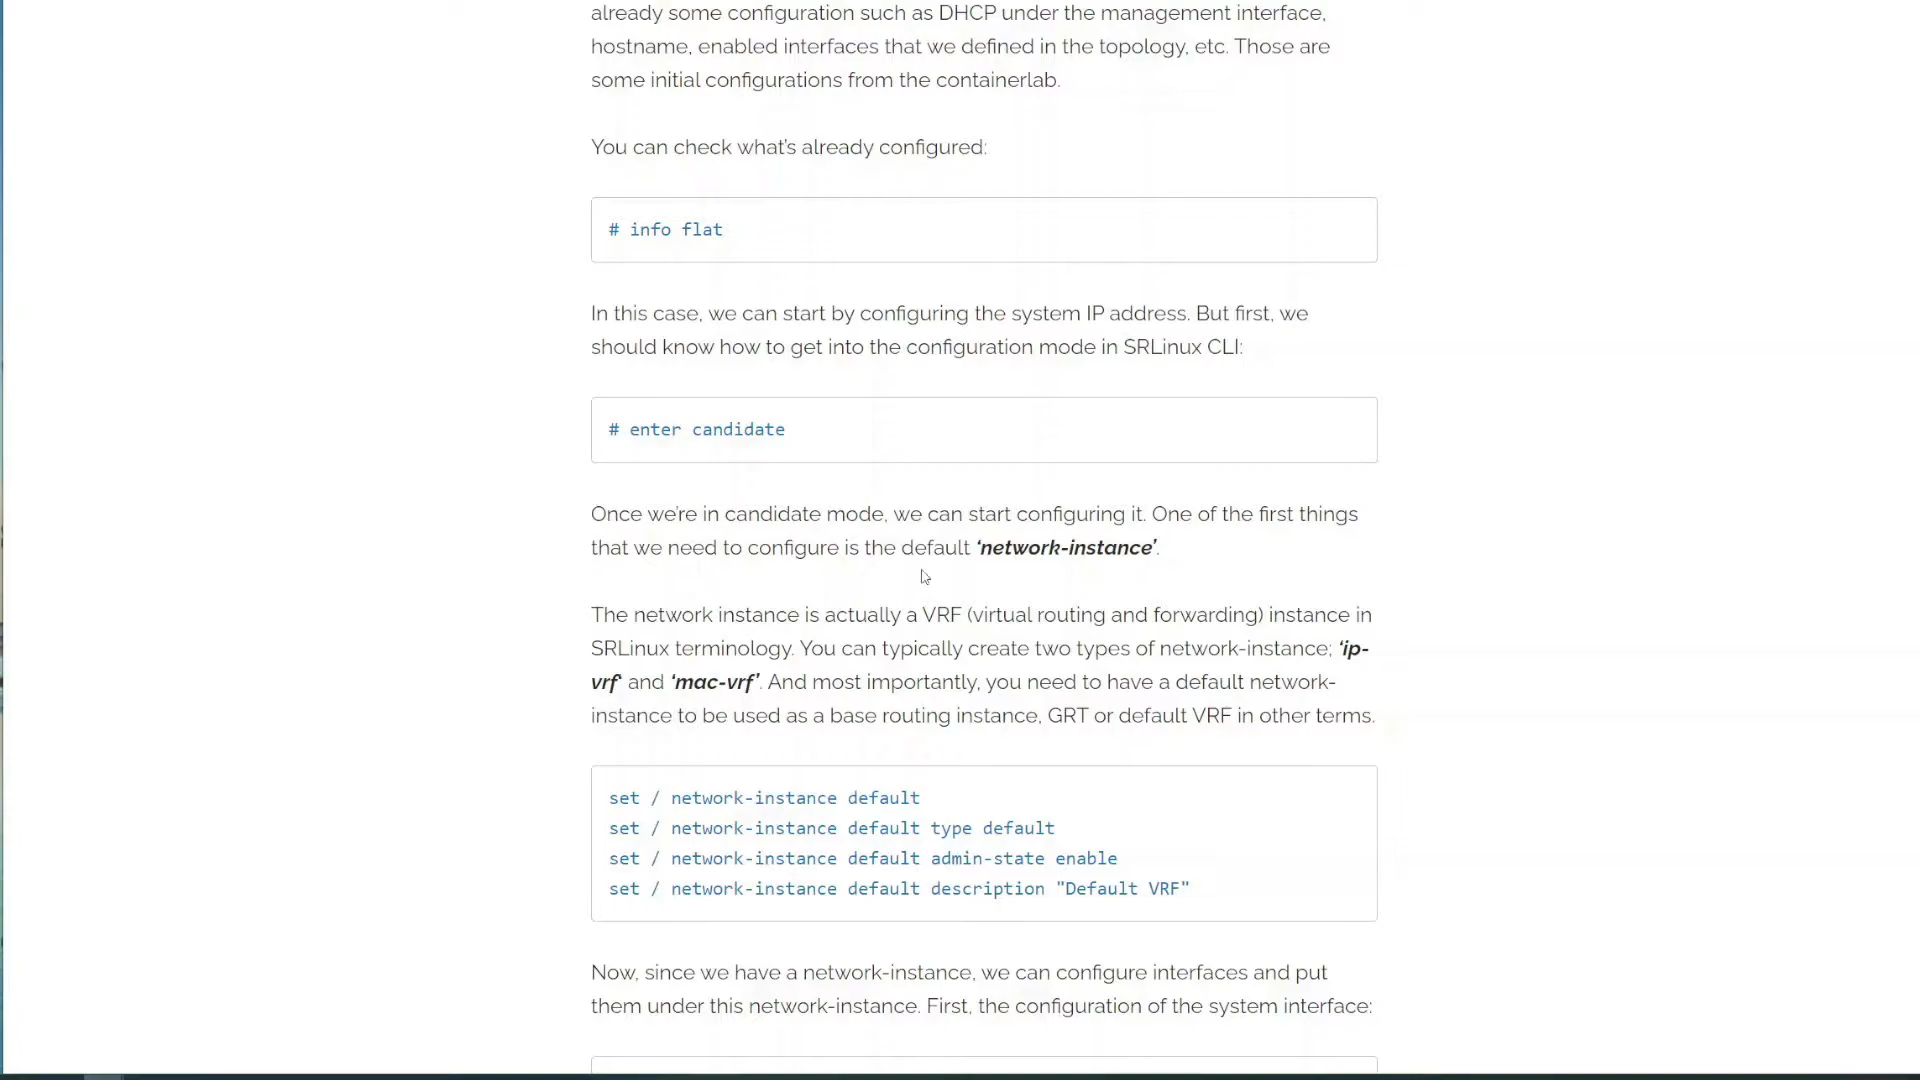 already some configuration such as DHCP under the management interface,
hostname, enabled interfaces that we defined in the topology, etc. Those are
some initial configurations from the containerlab.
You can check what's already configured:
# info flat
In this case, we can start by configuring the system IP address. But first, we
should know how to get into the configuration mode in SRLinux CLI:
# enter candidate
Once we're in candidate mode, we can start configuring it. One of the first things
that we need to configure is the default ‘network-instance’.
The network instance is actually a VRF (virtual routing and forwarding) instance in
SRLinux terminology. You can typically create two types of network-instance; ‘ip-
vrf‘ and ‘mac-vrf’. And most importantly, you need to have a default network-
instance to be used as a base routing instance, GRT or default VRF in other terms.
set / network-instance default
set / network-instance default type default
set / network-instance default admin-state enable
set / network-instance default description "Default VRF"
Now, since we have a network-instance, we can configure interfaces and put
them under this network-instance. First, the configuration of the system interface: